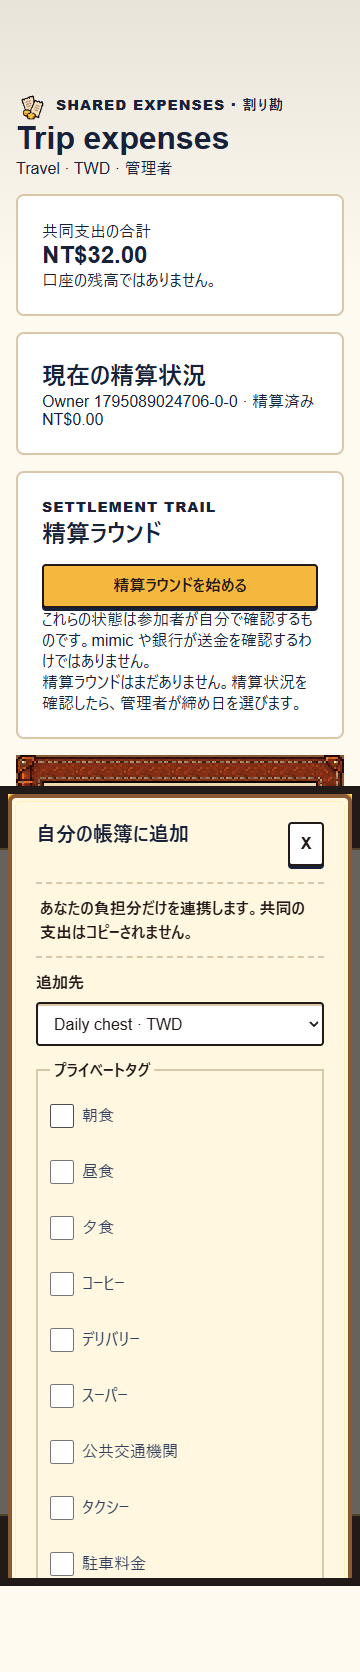 SHARED EXPENSES · 割り勘
Trip expenses
Travel · TWD · 管理者
共同支出の合計
NT$32.00
口座の残高ではありません。
現在の精算状況
Owner 1795089024706-0-0 · 精算済み
NT$0.00
SETTLEMENT TRAIL
精算ラウンド
精算ラウンドを始める
これらの状態は参加者が自分で確認するも
のです。mimic や銀行が送金を確認するわ
けではありません。
精算ラウンドはまだありません。精算状況を
確認したら、管理者が締め日を選びます。
自分の帳簿に追加
X
あなたの負担分だけを連携します。共同の
支出はコピーされません。
追加先
Daily chest · TWD
プライベートタグ
朝食
昼食
夕食
コーヒー
デリバリー
スーパー
公共交通機関
タクシー
駐車料金